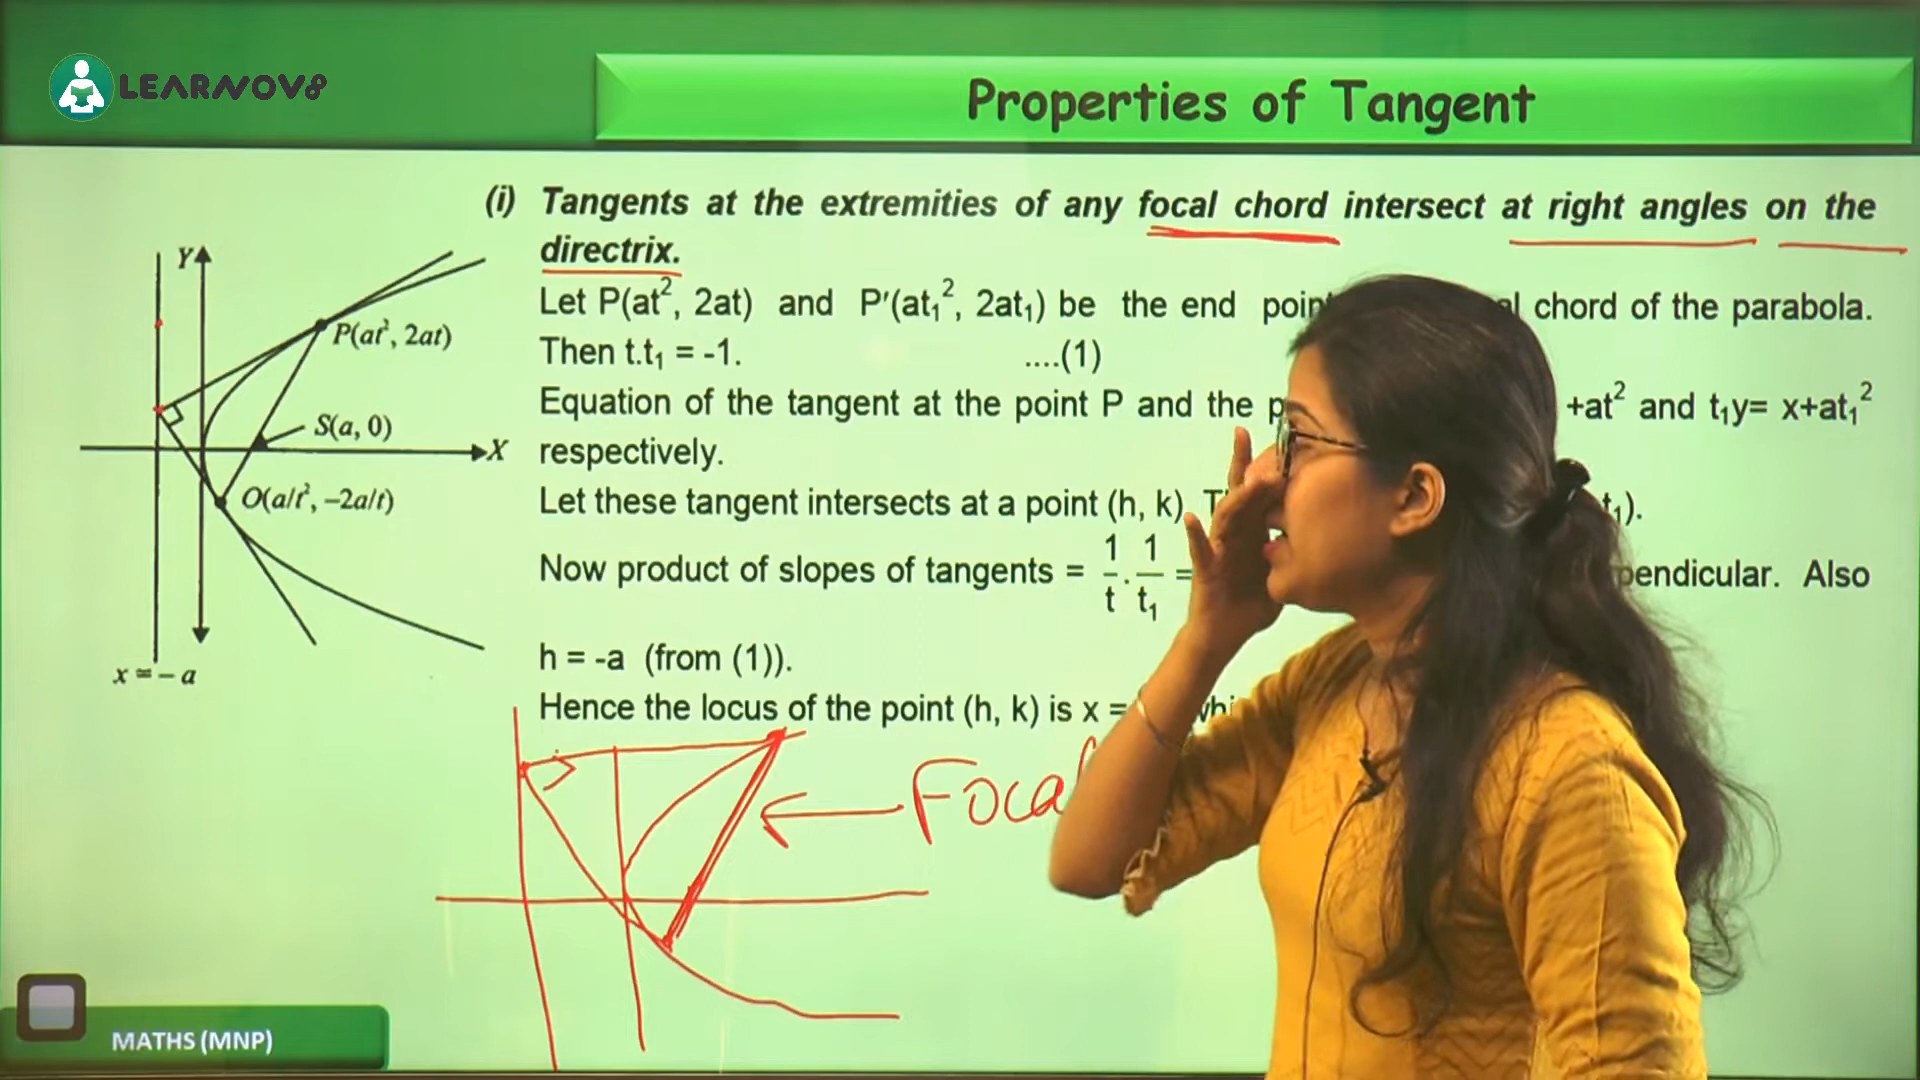 LEARNOV8
Properties of Tangent
(i) Tangents at the extremities of any focal chord intersect at right angles on the
directrix.
Let P(at², 2at) and P'(at₁², 2at₁) be the end chord of the parabola.
Then t.t₁ = -1. ....(1)
Equation of the tangent at the point P and the +at² and t₁y= x+at₁²
respectively.
Let these tangent intersects at a point (h, k). t₁).
Now product of slopes of tangents = 1/t . 1/t₁ = Also
h = -a (from (1)).
Hence the locus of the point (h, k) is x =
Y
P(at², 2at)
S(a, 0)
X
O(a/t², −2a/t)
x = − a
Focal
MATHS (MNP)